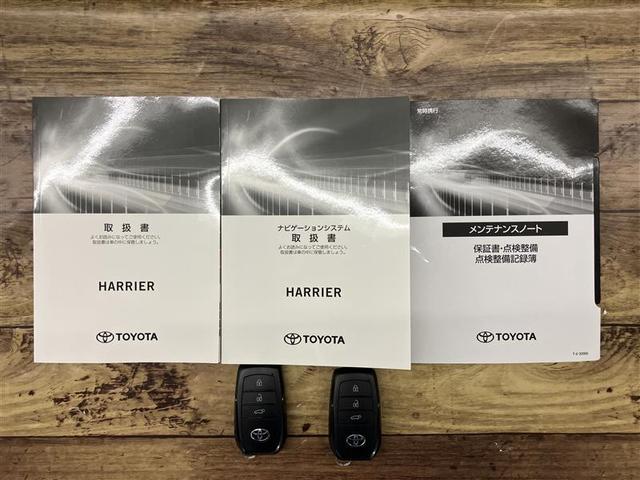 取扱書
よくお読みになってご使用ください。
取扱書は車の中に保管しましょう。
HARRIER
TOYOTA
ナビゲーションシステム
取扱書
よくお読みになってご使用ください。
取扱書は車の中に保管しましょう。
HARRIER
TOYOTA
常時携行
メンテナンスノート
保証書・点検整備
点検整備記録簿
TOYOTA